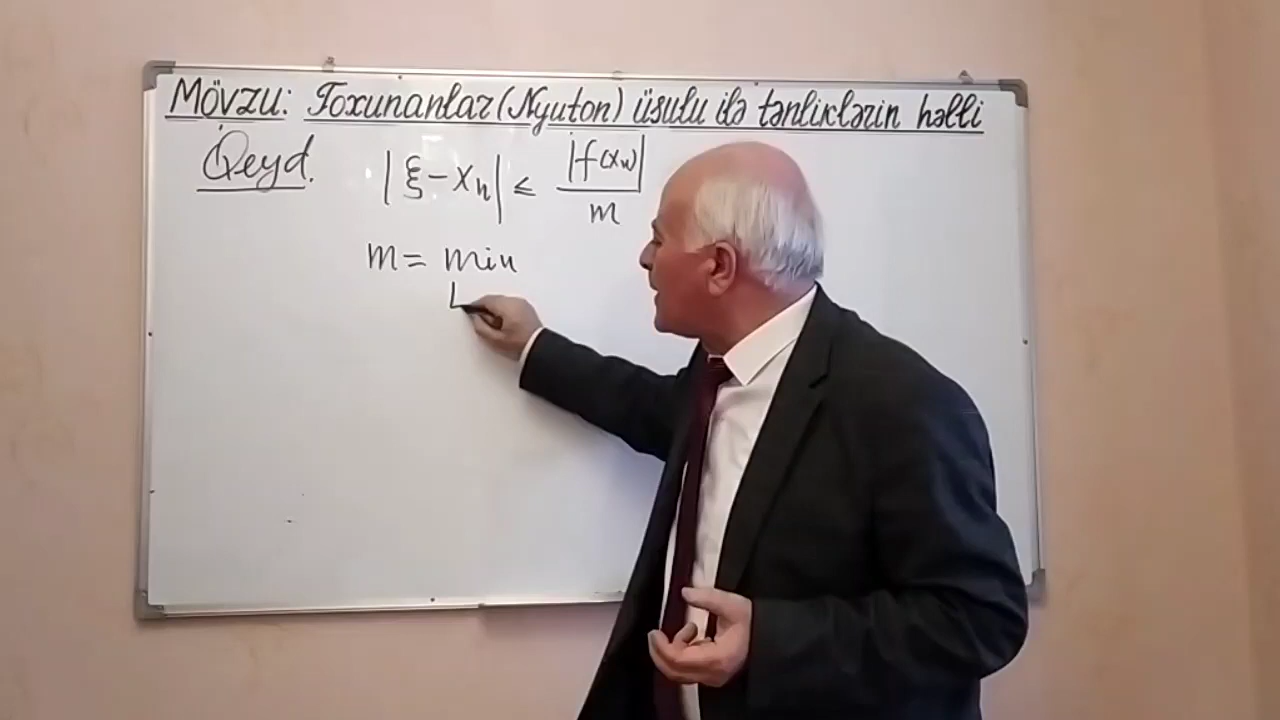 Mövzu: Toxunanlar (Nyuton) üsulu ilə tənliklərin həlli
Qeyd. |ξ - xₙ| ≤ |f(xₙ)| / m
m = min
[